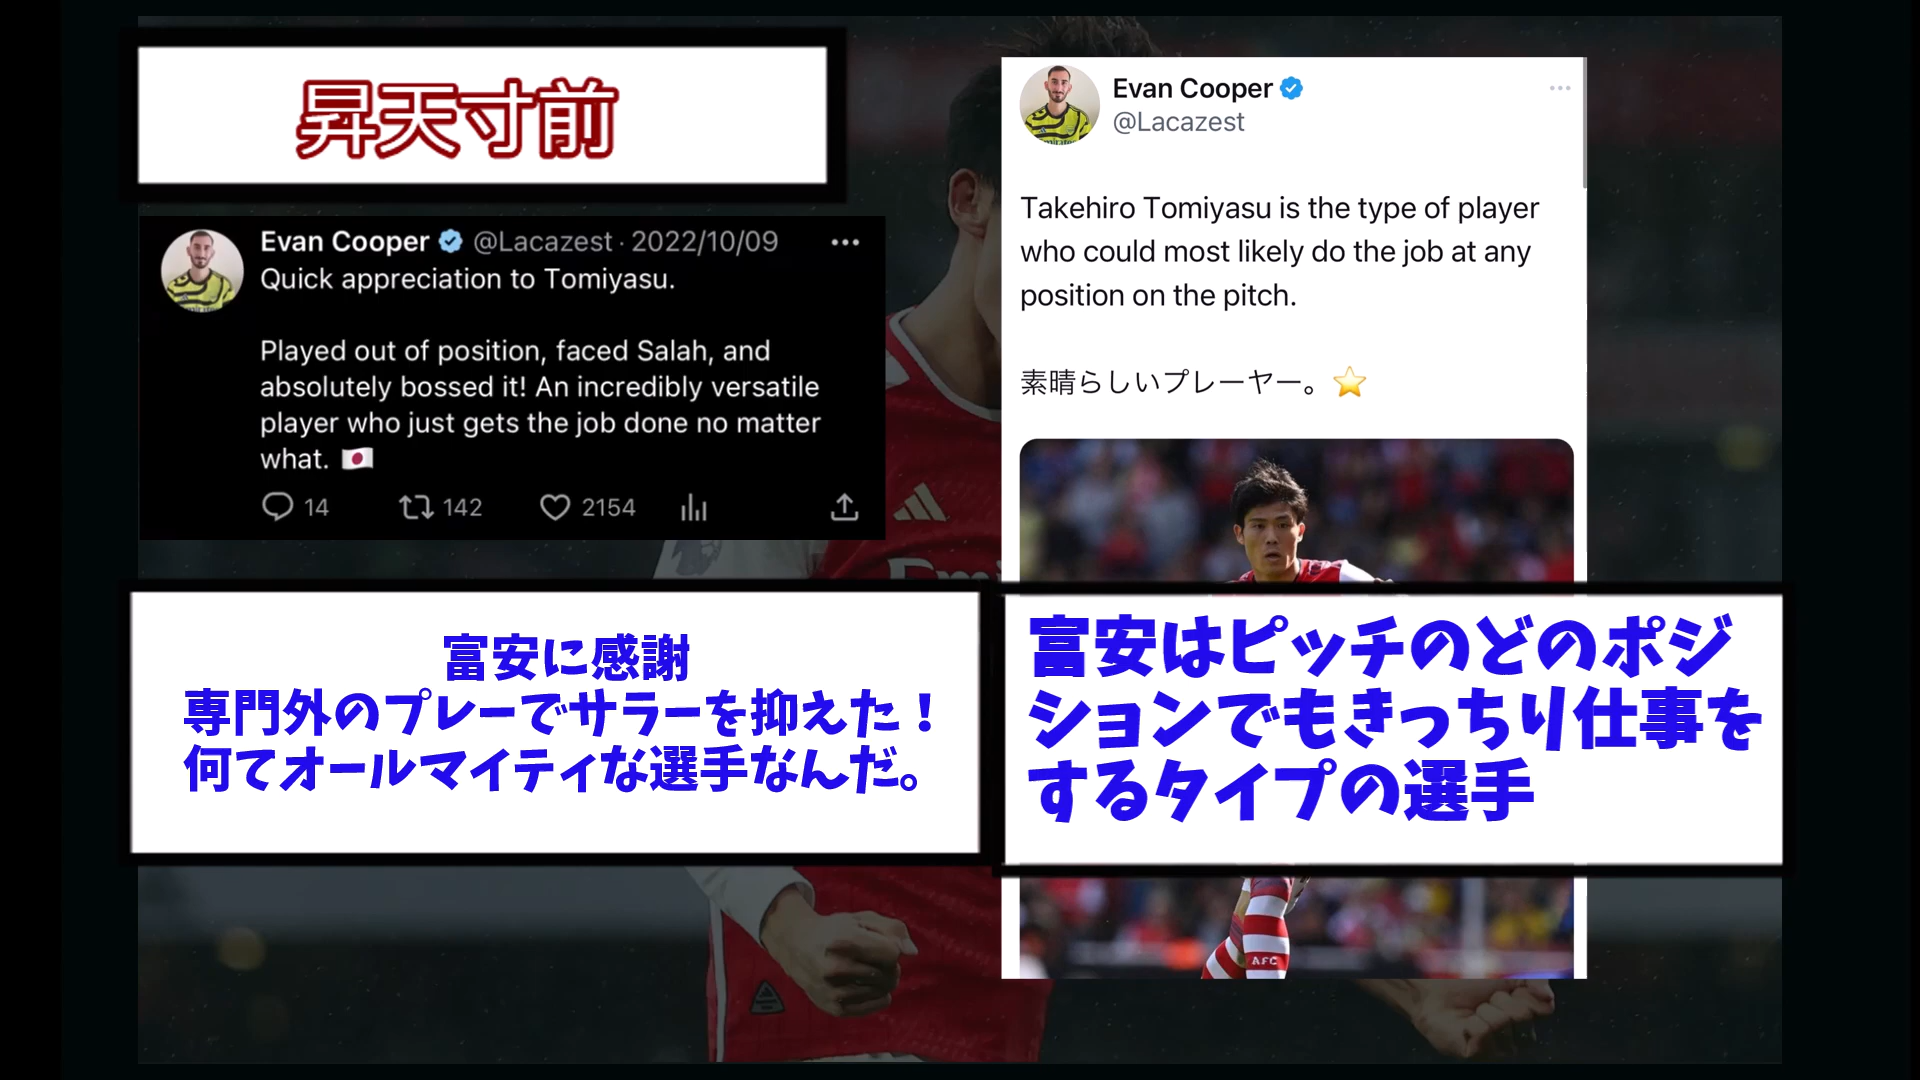 昇天寸前
Evan Cooper @Lacazest · 2022/10/09
Quick appreciation to Tomiyasu.
Played out of position, faced Salah, and
absolutely bossed it! An incredibly versatile
player who just gets the job done no matter
what. 🇯🇵
14 142 2154
富安に感謝
専門外のプレーでサラーを抑えた！
何てオールマイティな選手なんだ。
Evan Cooper
@Lacazest
Takehiro Tomiyasu is the type of player
who could most likely do the job at any
position on the pitch.
素晴らしいプレーヤー。⭐
富安はピッチのどのポジ
ションでもきっちり仕事を
するタイプの選手
AFC